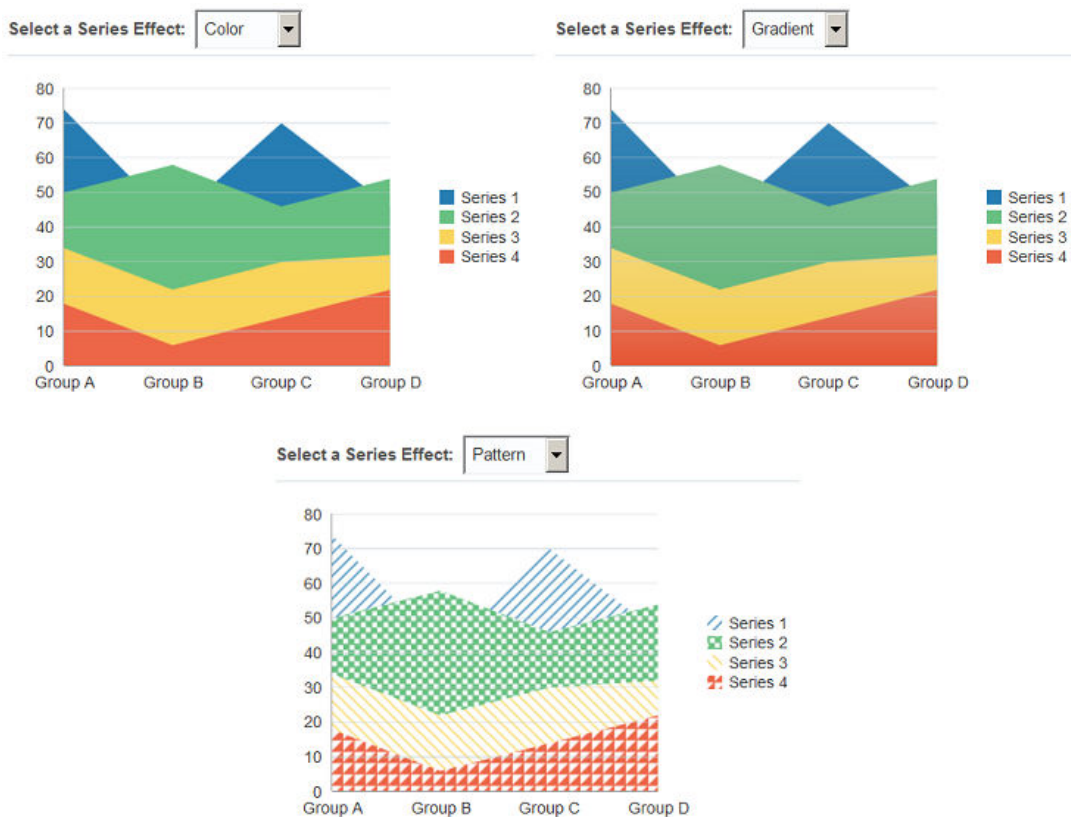 Select a Series Effect: Color
80
70
60
50
40
30
20
10
0
Group A Group B Group C Group D
Series 1
Series 2
Series 3
Series 4
Select a Series Effect: Gradient
80
70
60
50
40
30
20
10
0
Group A Group B Group C Group D
Series 1
Series 2
Series 3
Series 4
Select a Series Effect: Pattern
80
70
60
50
40
30
20
10
0
Group A Group B Group C Group D
Series 1
Series 2
Series 3
Series 4